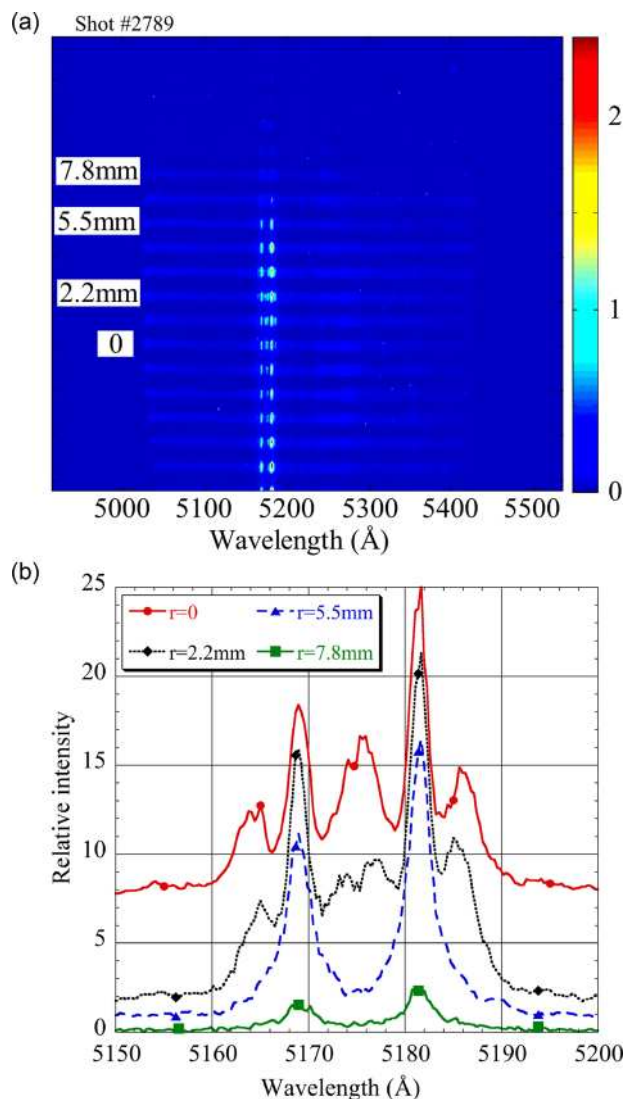 (a)
Shot #2789
7.8mm
5.5mm
2.2mm
0
2
1
0
5000 5100 5200 5300 5400 5500
Wavelength (Å)
(b)
25
20
15
10
5
0
Relative intensity
r=0 r=5.5mm
r=2.2mm r=7.8mm
5150 5160 5170 5180 5190 5200
Wavelength (Å)